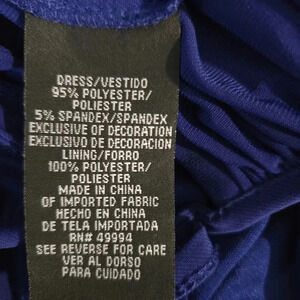 DRESS/VESTIDO
95% POLYESTER/
POLIESTER
5% SPANDEX/SPANDEX
EXCLUSIVE OF DECORATION
EXCLUSIVO DE DECORACION
LINING/FORRO
100% POLYESTER/
POLIESTER
MADE IN CHINA
OF IMPORTED FABRIC
HECHO EN CHINA
DE TELA IMPORTADA
RN# 49994
SEE REVERSE FOR CARE
VER AL DORSO
PARA CUIDADO